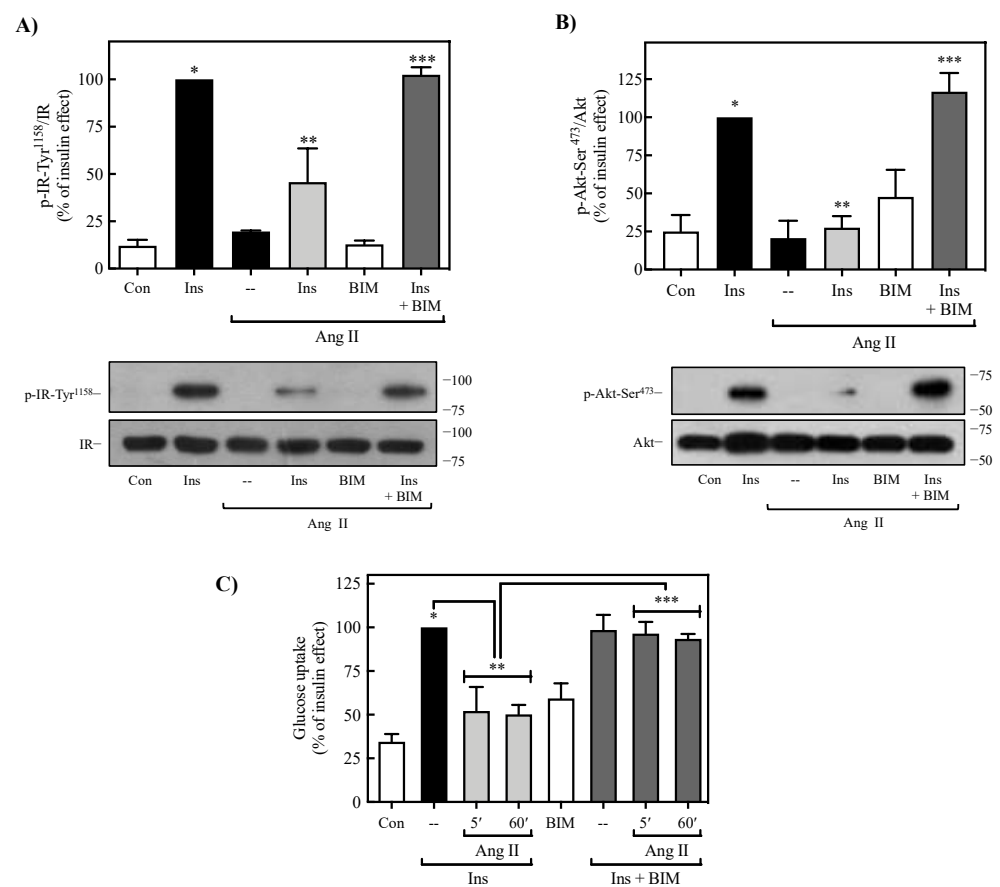 A)
p-IR-Tyr1158/IR
(% of insulin effect)
100
75
50
25
0
*
**
***
Con Ins -- Ins BIM Ins
+ BIM
Ang II
p-IR-Tyr1158–
–100
–75
IR–
–100
–75
Con Ins -- Ins BIM Ins
+ BIM
Ang II
B)
p-Akt-Ser473/Akt
(% of insulin effect)
125
100
75
50
25
0
*
**
***
Con Ins -- Ins BIM Ins
+ BIM
Ang II
p-Akt-Ser473–
–75
–50
Akt–
–75
–50
Con Ins -- Ins BIM Ins
+ BIM
Ang II
C)
Glucose uptake
(% of insulin effect)
125
100
75
50
25
0
*
**
***
Con -- 5′ 60′ BIM -- 5′ 60′
Ang II Ang II
Ins Ins + BIM